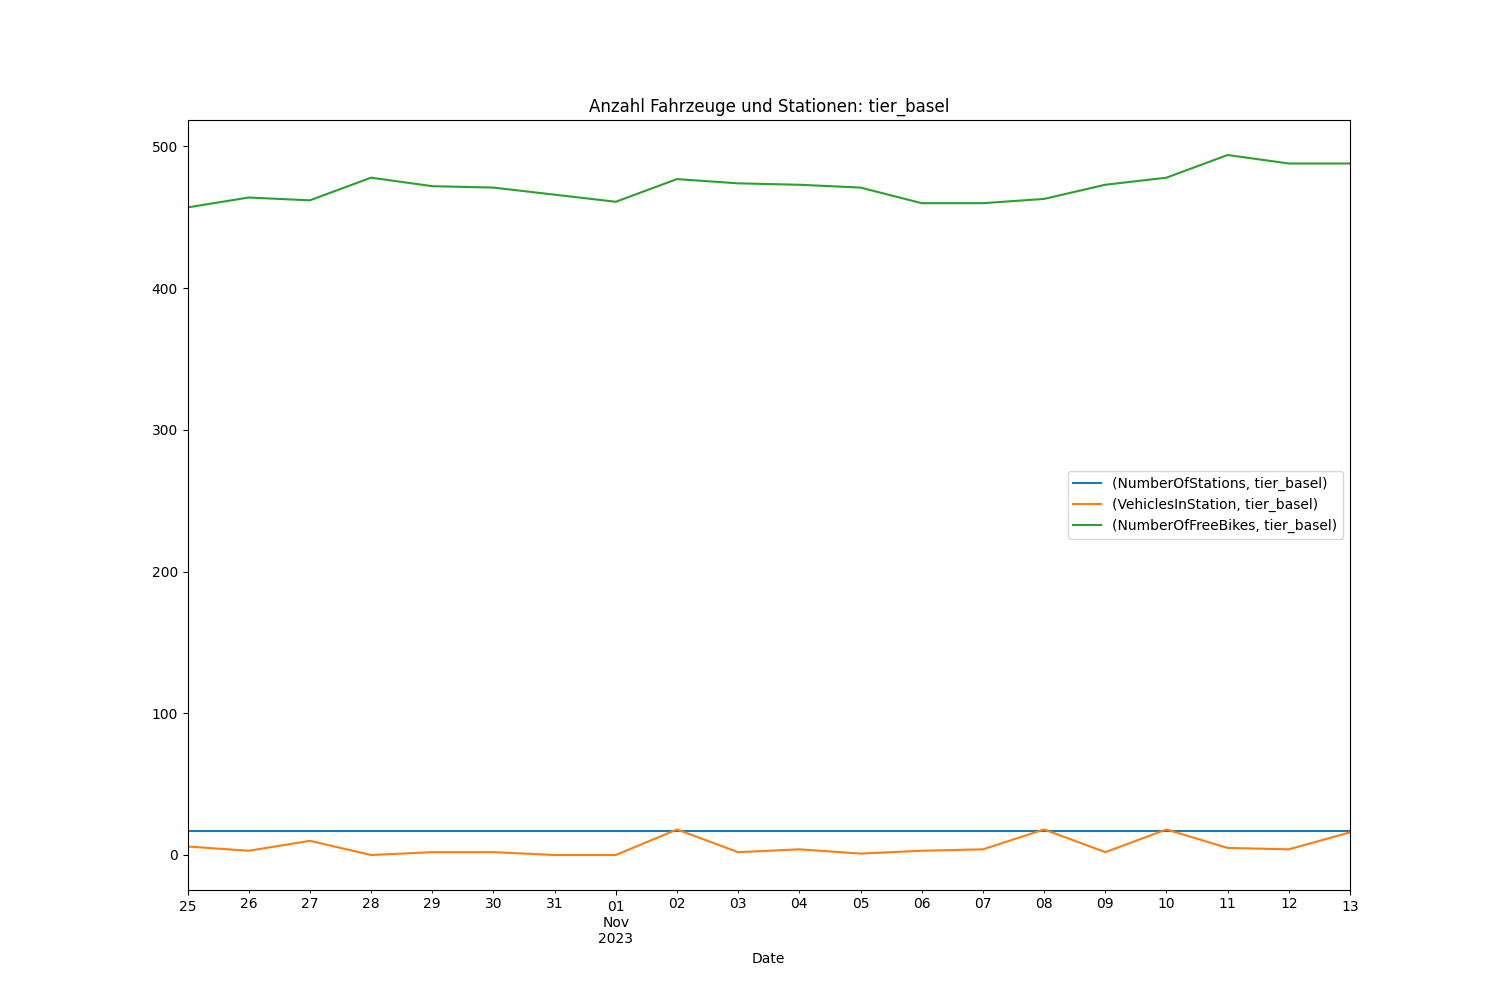 Anzahl Fahrzeuge und Stationen: tier_basel
500
400
300
200
100
0
(NumberOfStations, tier_basel)
(VehiclesInStation, tier_basel)
(NumberOfFreeBikes, tier_basel)
25 26 27 28 29 30 31 01 02 03 04 05 06 07 08 09 10 11 12 13
Nov
2023
Date